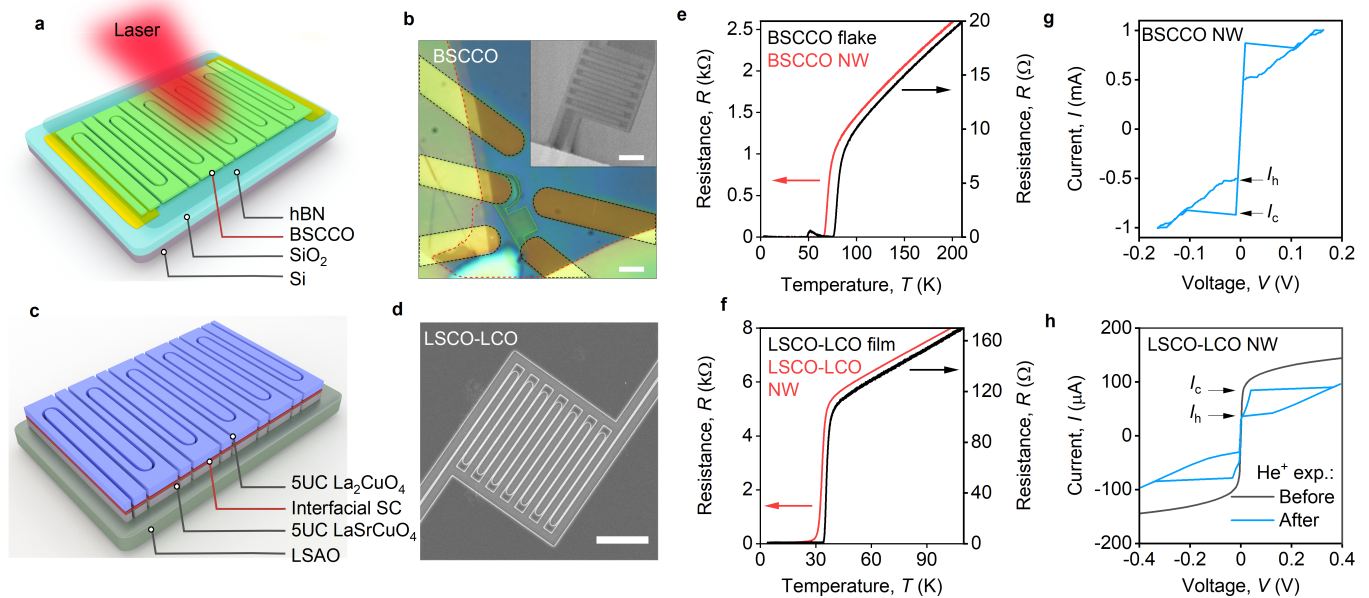 a
Laser
hBN
BSCCO
SiO2
Si
b
BSCCO
c
5UC La2CuO4
Interfacial SC
5UC LaSrCuO4
LSAO
d
LSCO-LCO
e
BSCCO flake
BSCCO NW
Resistance, R (kΩ)
2.5
2
1.5
1
0.5
0
20
15
10
5
0
Resistance, R (Ω)
0 50 100 150 200
Temperature, T (K)
f
LSCO-LCO film
LSCO-LCO
NW
Resistance, R (kΩ)
8
6
4
2
0
160
120
80
40
0
Resistance, R (Ω)
0 30 60 90
Temperature, T (K)
g
BSCCO NW
Current, I (mA)
1
0.5
0
-0.5
-1
Ih
Ic
-0.2 -0.1 0 0.1 0.2
Voltage, V (V)
h
LSCO-LCO NW
Current, I (μA)
200
100
0
-100
-200
Ic
Ih
He+ exp.:
Before
After
-0.4 -0.2 0 0.2 0.4
Voltage, V (V)